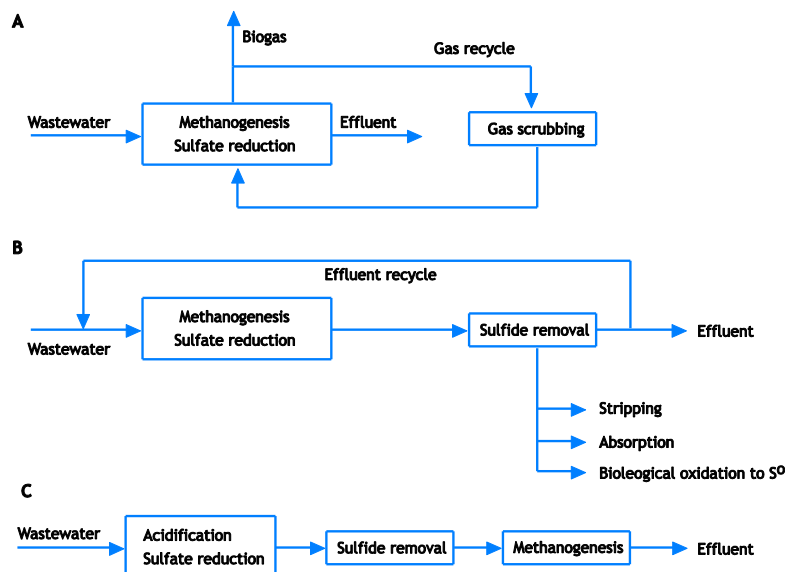 A
Biogas
Gas recycle
Wastewater
Methanogenesis
Sulfate reduction
Effluent
Gas scrubbing
B
Effluent recycle
Wastewater
Methanogenesis
Sulfate reduction
Sulfide removal
Effluent
Stripping
Absorption
Bioleogical oxidation to S⁰
C
Wastewater
Acidification
Sulfate reduction
Sulfide removal
Methanogenesis
Effluent